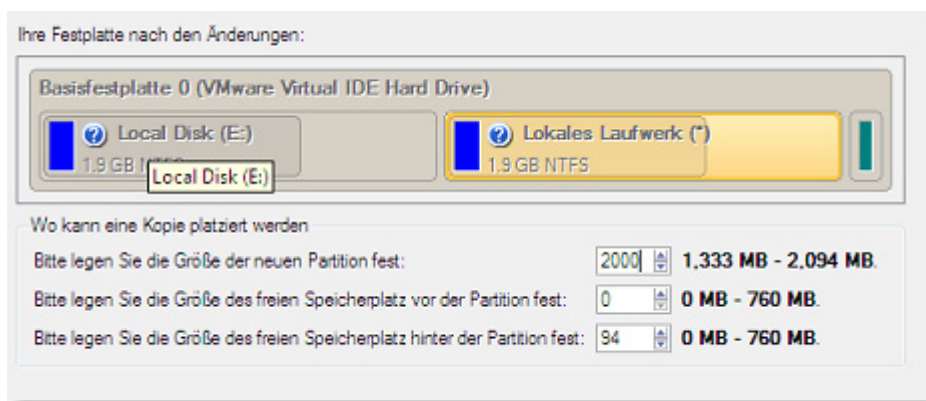 Ihre Festplatte nach den Änderungen:
Basisfestplatte 0 (VMware Virtual IDE Hard Drive)
Local Disk (E:)
1.9 GB NTFS
Local Disk (E:)
Lokales Laufwerk (*)
1.9 GB NTFS
Wo kann eine Kopie platziert werden
Bitte legen Sie die Größe der neuen Partition fest: 2000 1,333 MB - 2,094 MB.
Bitte legen Sie die Größe des freien Speicherplatz vor der Partition fest: 0 0 MB - 760 MB.
Bitte legen Sie die Größe des freien Speicherplatz hinter der Partition fest: 94 0 MB - 760 MB.